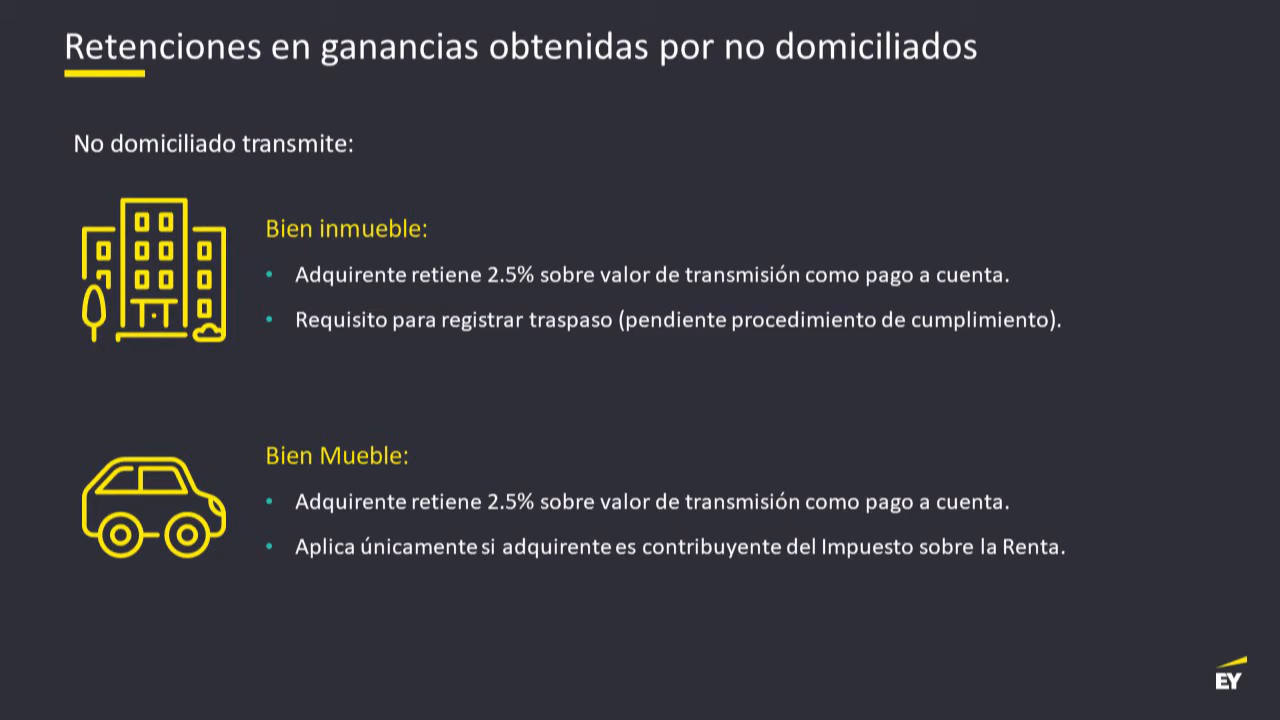 Retenciones en ganancias obtenidas por no domiciliados
No domiciliado transmite:
Bien inmueble:
• Adquirente retiene 2.5% sobre valor de transmisión como pago a cuenta.
• Requisito para registrar traspaso (pendiente procedimiento de cumplimiento).
Bien Mueble:
• Adquirente retiene 2.5% sobre valor de transmisión como pago a cuenta.
• Aplica únicamente si adquirente es contribuyente del Impuesto sobre la Renta.
EY